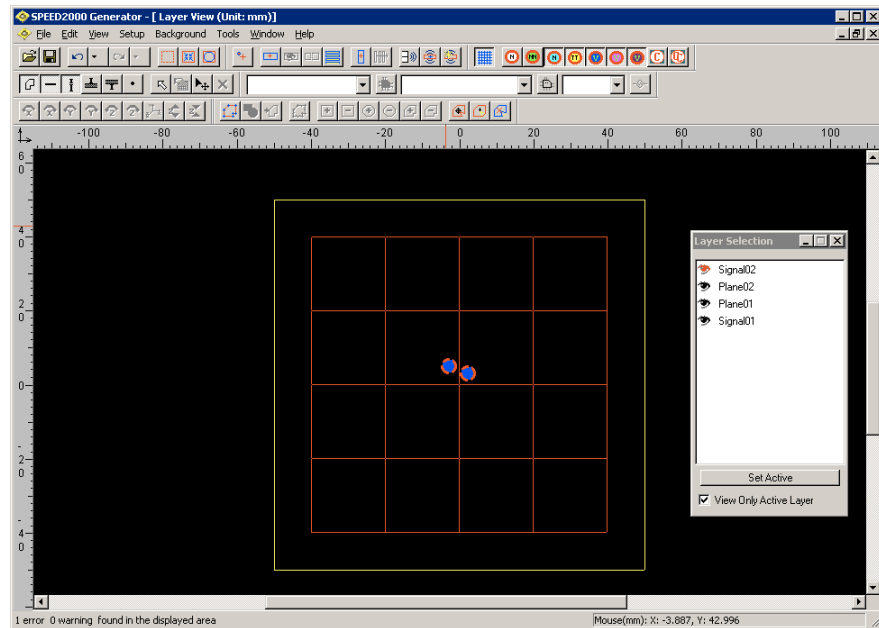 SPEED2000 Generator - [ Layer View (Unit: mm)]
File Edit View Setup Background Tools Window Help
N NN N TT V V C CC
-100 -80 -60 -40 -20 0 20 40 60 80 100
60
40
20
0
-20
-40
Layer Selection
Signal02
Plane02
Plane01
Signal01
Set Active
View Only Active Layer
1 error 0 warning found in the displayed area
Mouse(mm): X: -3.887, Y: 42.996